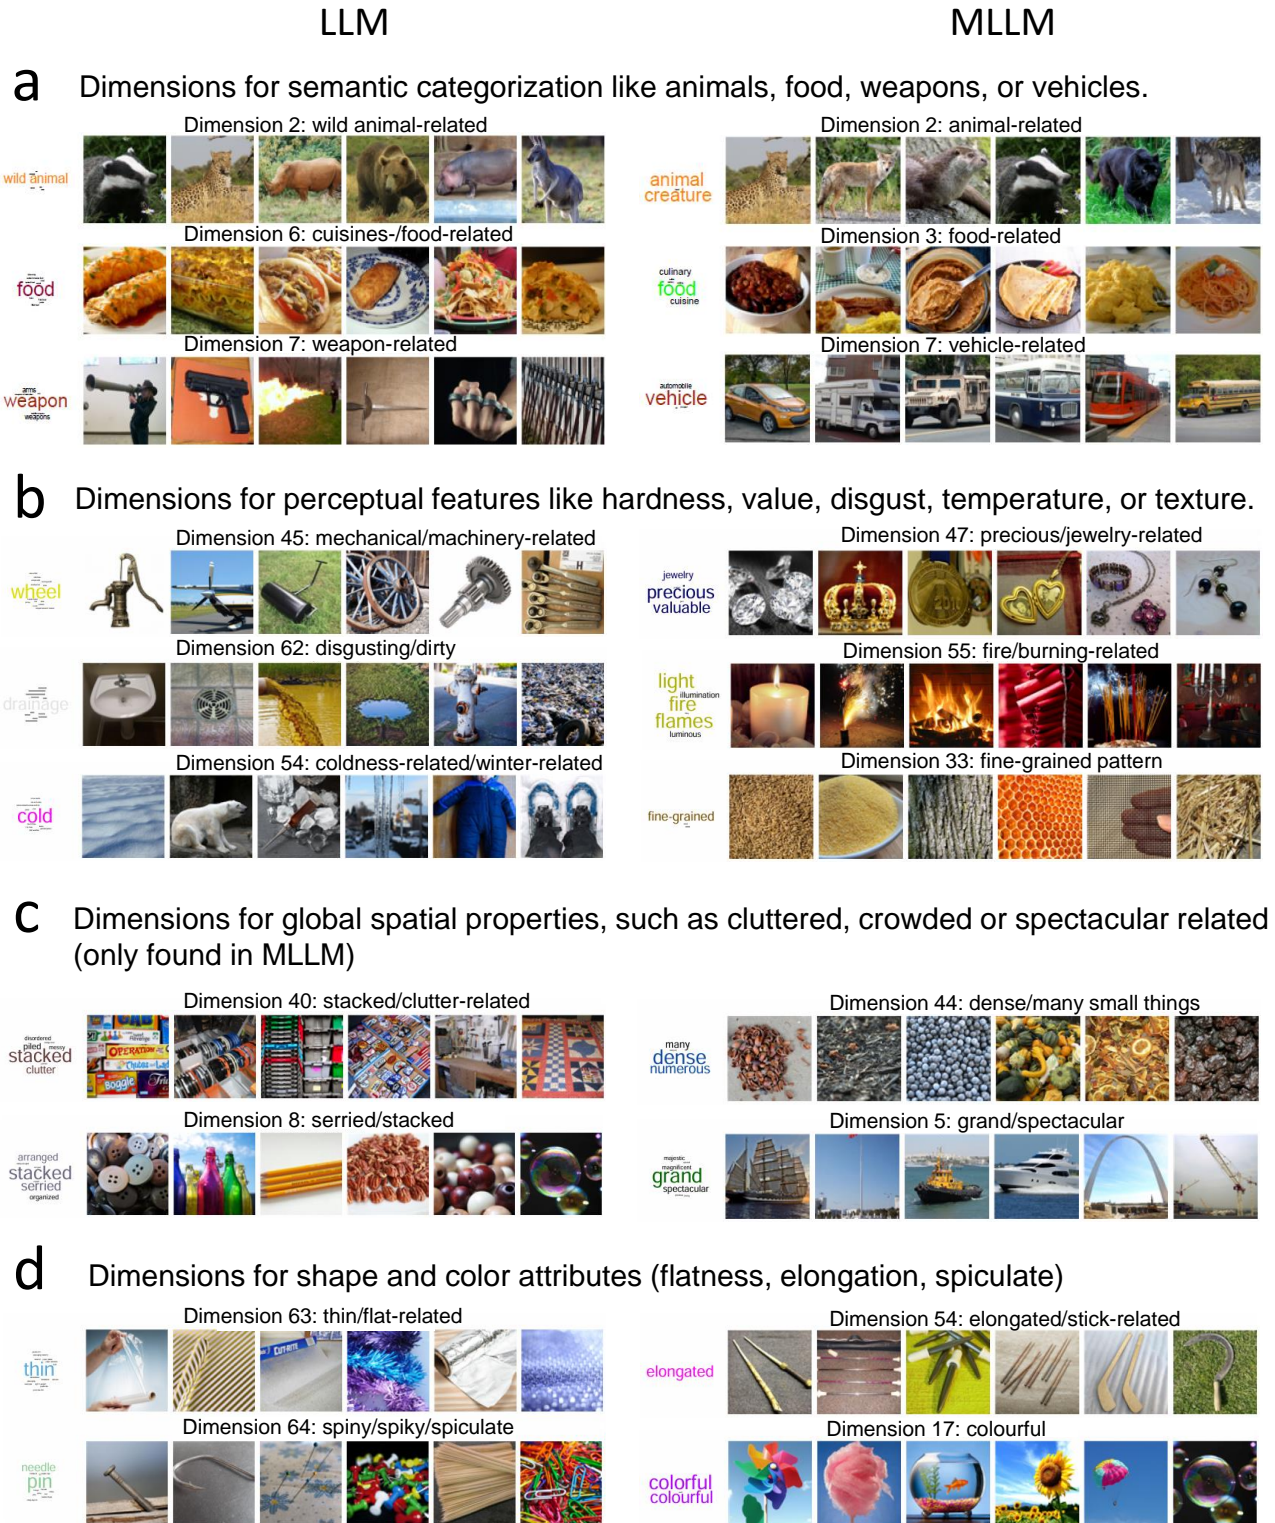 LLM
MLLM
a Dimensions for semantic categorization like animals, food, weapons, or vehicles.
Dimension 2: wild animal-related
wild animal
Dimension 2: animal-related
animal
creature
Dimension 6: cuisines-/food-related
food
Dimension 3: food-related
culinary
food
cuisine
Dimension 7: weapon-related
arms
weapon
weapons
Dimension 7: vehicle-related
automobile
vehicle
b Dimensions for perceptual features like hardness, value, disgust, temperature, or texture.
Dimension 45: mechanical/machinery-related
wheel
H
Dimension 47: precious/jewelry-related
jewelry
precious
valuable
Dimension 62: disgusting/dirty
drainage
Dimension 55: fire/burning-related
light
illumination
fire
flames
luminous
Dimension 54: coldness-related/winter-related
cold
Dimension 33: fine-grained pattern
fine-grained
c Dimensions for global spatial properties, such as cluttered, crowded or spectacular related
(only found in MLLM)
Dimension 40: stacked/clutter-related
disordered
piled messy
stacked
clutter
OPERATION
Boggle
Dimension 44: dense/many small things
many
dense
numerous
Dimension 8: serried/stacked
arranged
stacked
serried
organized
Dimension 5: grand/spectacular
majestic
magnificent
grand
spectacular
d Dimensions for shape and color attributes (flatness, elongation, spiculate)
Dimension 63: thin/flat-related
thin
CUT-RITE
Dimension 54: elongated/stick-related
elongated
Dimension 64: spiny/spiky/spiculate
needle
pin
Dimension 17: colourful
colorful
colourful